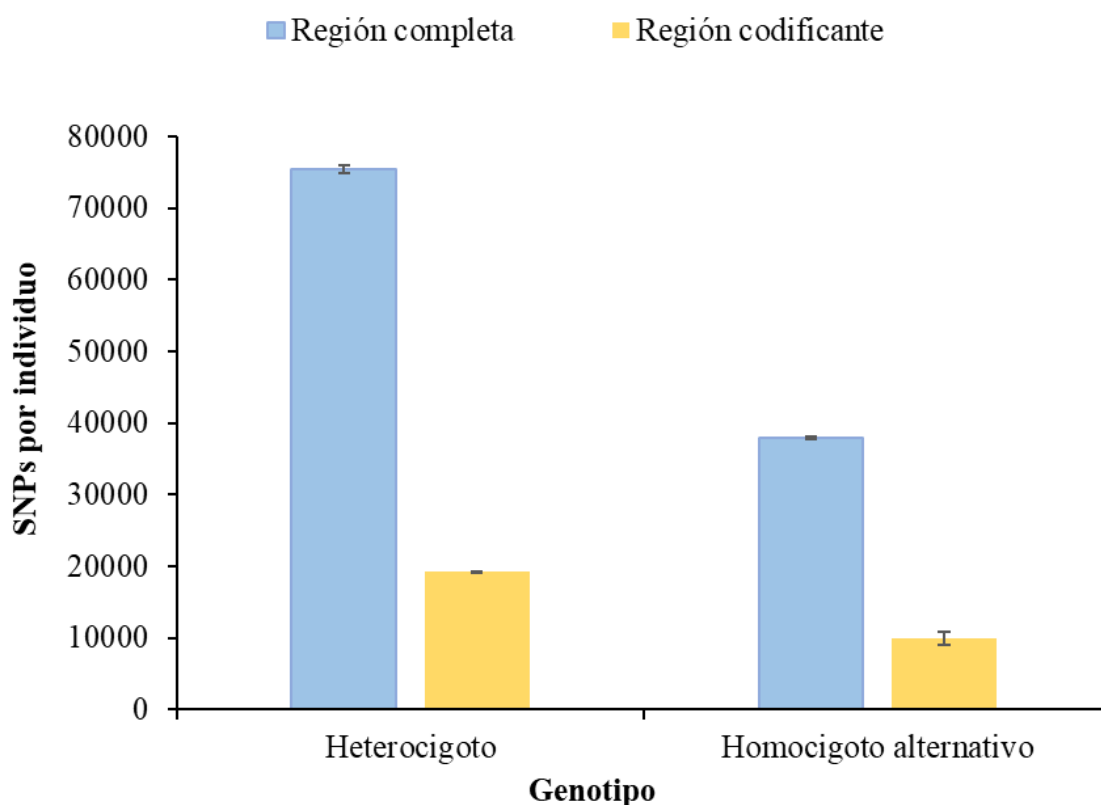 Región completa Región codificante
80000
70000
60000
50000
40000
30000
20000
10000
0
SNPs por individuo
Heterocigoto Homocigoto alternativo
Genotipo